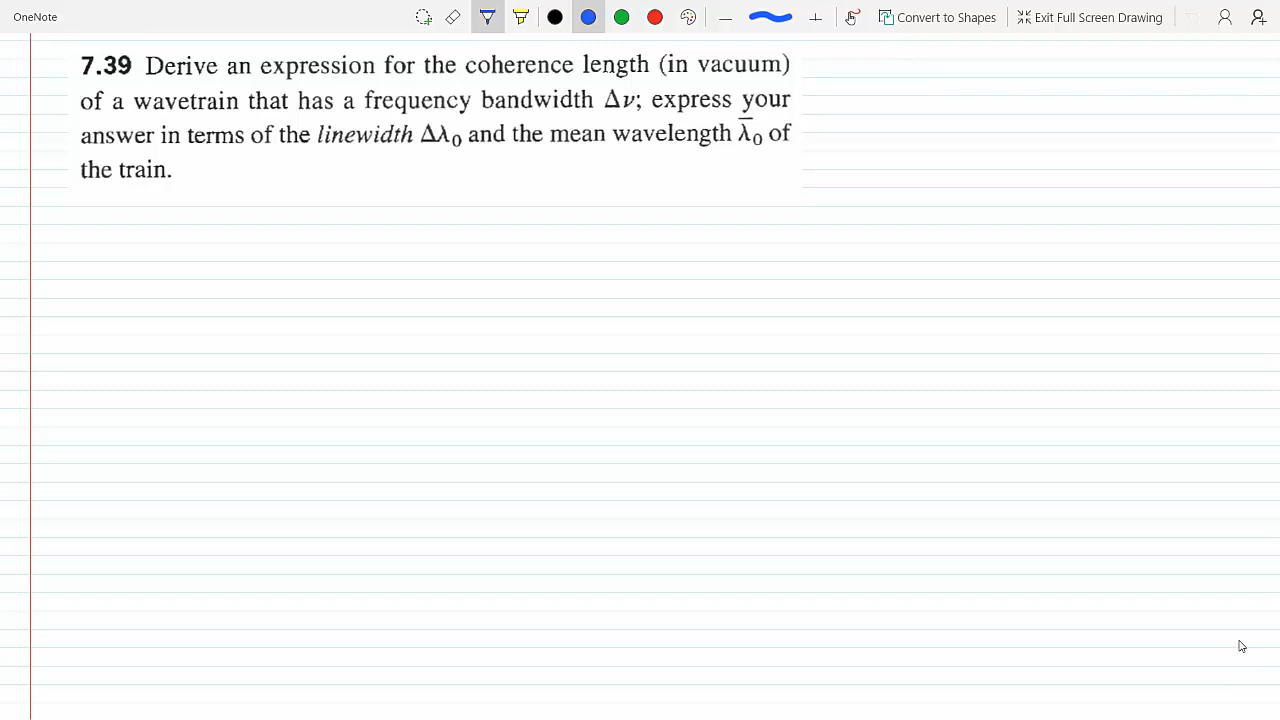 OneNote
Convert to Shapes
Exit Full Screen Drawing
7.39 Derive an expression for the coherence length (in vacuum)
of a wavetrain that has a frequency bandwidth Δν; express your
answer in terms of the linewidth Δλ₀ and the mean wavelength λ̄₀ of
the train.